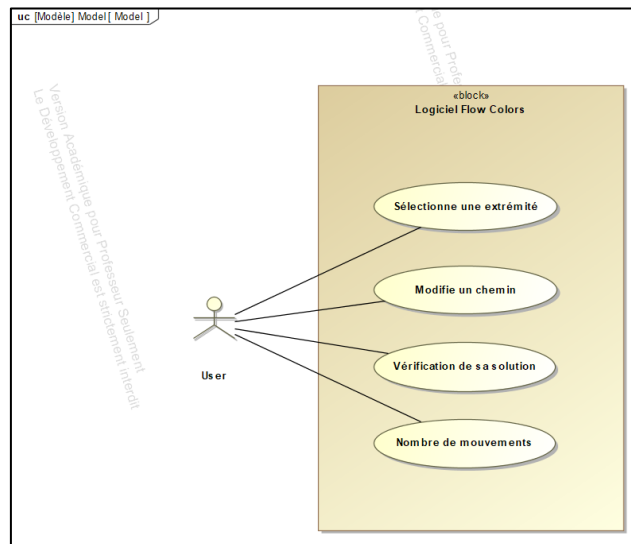 uc [Modèle] Model [ Model ]
Version Académique pour Professeur Seulement
Le Développement Commercial est strictement interdit
«block»
Logiciel Flow Colors
Sélectionne une extrémité
Modifie un chemin
Vérification de sa solution
Nombre de mouvements
User